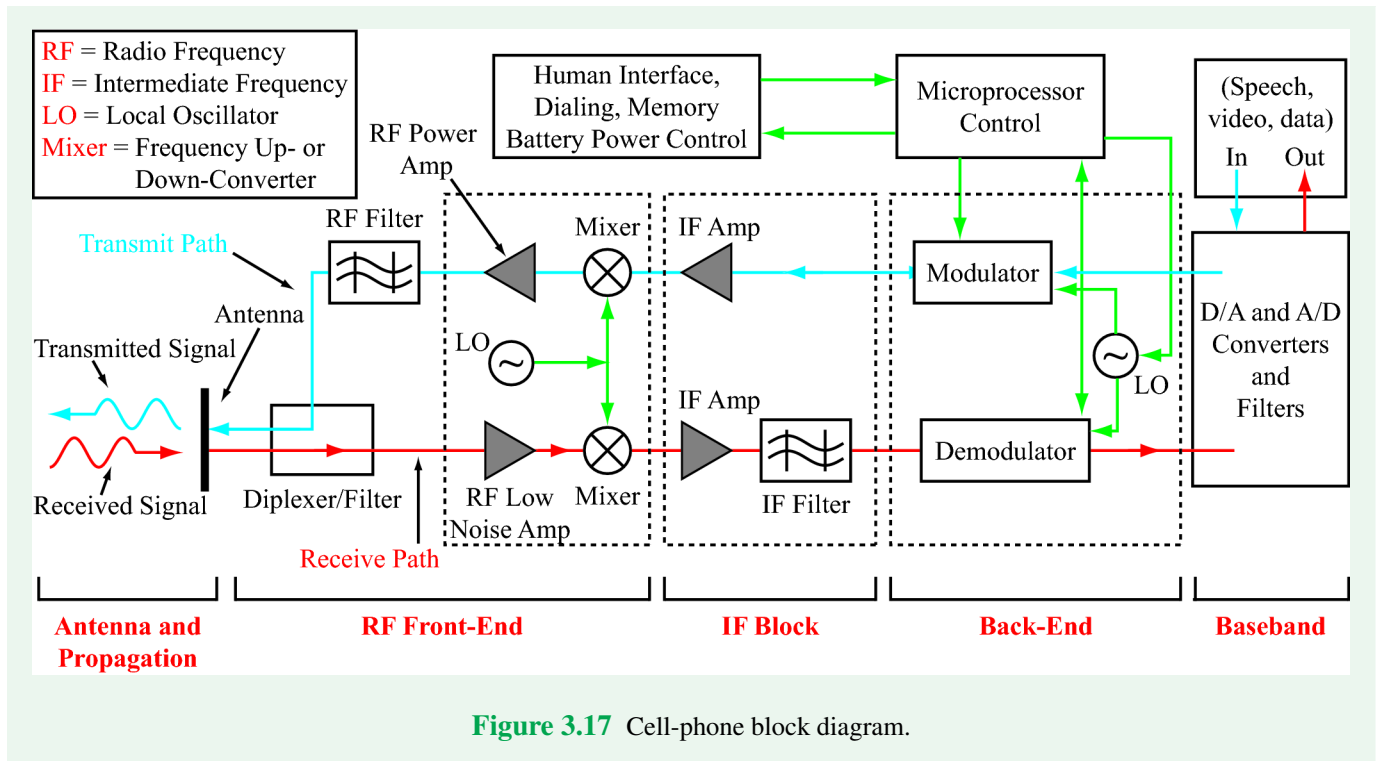 RF = Radio Frequency
IF = Intermediate Frequency
LO = Local Oscillator
Mixer = Frequency Up- or
Down-Converter
Human Interface,
Dialing, Memory
Battery Power Control
Microprocessor
Control
(Speech,
video, data)
In Out
RF Power
Amp
RF Filter
Mixer
IF Amp
Transmit Path
Modulator
Antenna
Transmitted Signal
LO
LO
D/A and A/D
Converters
and
Filters
IF Amp
Demodulator
Received Signal
Diplexer/Filter
RF Low
Noise Amp
Mixer
IF Filter
Receive Path
Antenna and
Propagation
RF Front-End
IF Block
Back-End
Baseband
Figure 3.17 Cell-phone block diagram.